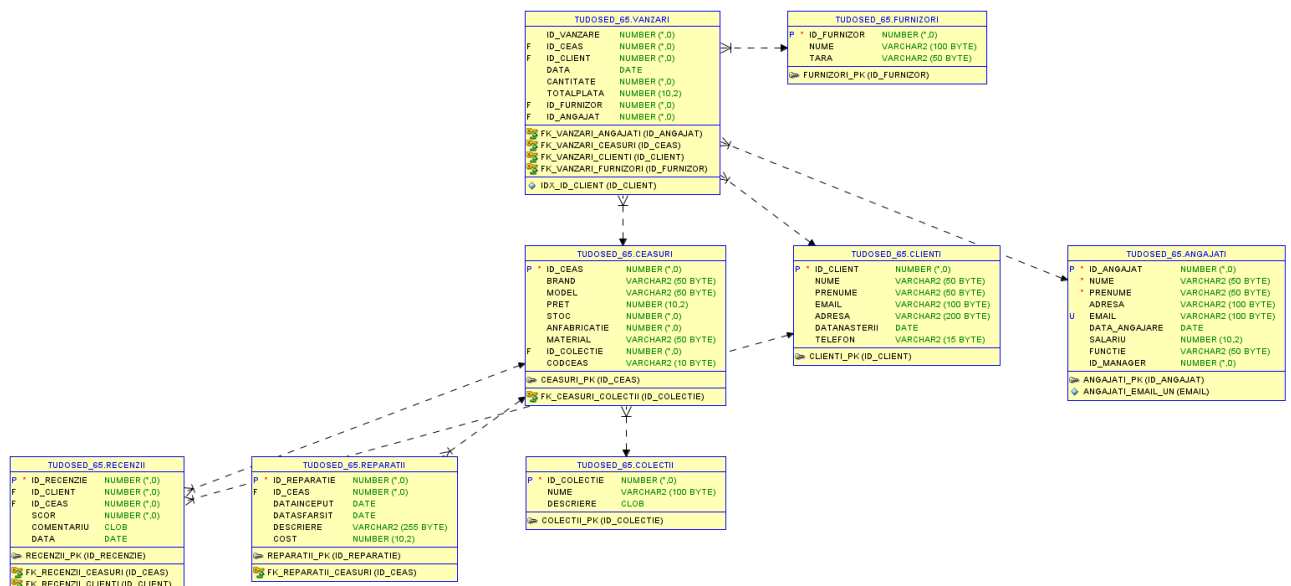 TUDOSED_65.VANZARI
ID_VANZARE NUMBER (*,0)
F ID_CEAS NUMBER (*,0)
F ID_CLIENT NUMBER (*,0)
DATA DATE
CANTITATE NUMBER (*,0)
TOTALPLATA NUMBER (10,2)
F ID_FURNIZOR NUMBER (*,0)
F ID_ANGAJAT NUMBER (*,0)
FK_VANZARI_ANGAJATI (ID_ANGAJAT)
FK_VANZARI_CEASURI (ID_CEAS)
FK_VANZARI_CLIENTI (ID_CLIENT)
FK_VANZARI_FURNIZORI (ID_FURNIZOR)
IDX_ID_CLIENT (ID_CLIENT)
TUDOSED_65.FURNIZORI
P * ID_FURNIZOR NUMBER (*,0)
NUME VARCHAR2 (100 BYTE)
TARA VARCHAR2 (50 BYTE)
FURNIZORI_PK (ID_FURNIZOR)
TUDOSED_65.CEASURI
P * ID_CEAS NUMBER (*,0)
BRAND VARCHAR2 (50 BYTE)
MODEL VARCHAR2 (50 BYTE)
PRET NUMBER (10,2)
STOC NUMBER (*,0)
ANFABRICATIE NUMBER (*,0)
MATERIAL VARCHAR2 (50 BYTE)
F ID_COLECTIE NUMBER (*,0)
CODCEAS VARCHAR2 (10 BYTE)
CEASURI_PK (ID_CEAS)
FK_CEASURI_COLECTII (ID_COLECTIE)
TUDOSED_65.CLIENTI
P * ID_CLIENT NUMBER (*,0)
NUME VARCHAR2 (50 BYTE)
PRENUME VARCHAR2 (50 BYTE)
EMAIL VARCHAR2 (100 BYTE)
ADRESA VARCHAR2 (200 BYTE)
DATANASTERII DATE
TELEFON VARCHAR2 (15 BYTE)
CLIENTI_PK (ID_CLIENT)
TUDOSED_65.ANGAJATI
P * ID_ANGAJAT NUMBER (*,0)
* NUME VARCHAR2 (50 BYTE)
* PRENUME VARCHAR2 (50 BYTE)
ADRESA VARCHAR2 (100 BYTE)
U EMAIL VARCHAR2 (100 BYTE)
DATA_ANGAJARE DATE
SALARIU NUMBER (10,2)
FUNCTIE VARCHAR2 (50 BYTE)
ID_MANAGER NUMBER (*,0)
ANGAJATI_PK (ID_ANGAJAT)
ANGAJATI_EMAIL_UN (EMAIL)
TUDOSED_65.RECENZII
P * ID_RECENZIE NUMBER (*,0)
F ID_CLIENT NUMBER (*,0)
F ID_CEAS NUMBER (*,0)
SCOR NUMBER (*,0)
COMENTARIU CLOB
DATA DATE
RECENZII_PK (ID_RECENZIE)
FK_RECENZII_CEASURI (ID_CEAS)
FK_RECENZII_CLIENTI (ID_CLIENT)
TUDOSED_65.REPARATII
P * ID_REPARATIE NUMBER (*,0)
F ID_CEAS NUMBER (*,0)
DATAINCEPUT DATE
DATASFARSIT DATE
DESCRIERE VARCHAR2 (255 BYTE)
COST NUMBER (10,2)
REPARATII_PK (ID_REPARATIE)
FK_REPARATII_CEASURI (ID_CEAS)
TUDOSED_65.COLECTII
P * ID_COLECTIE NUMBER (*,0)
NUME VARCHAR2 (100 BYTE)
DESCRIERE CLOB
COLECTII_PK (ID_COLECTIE)